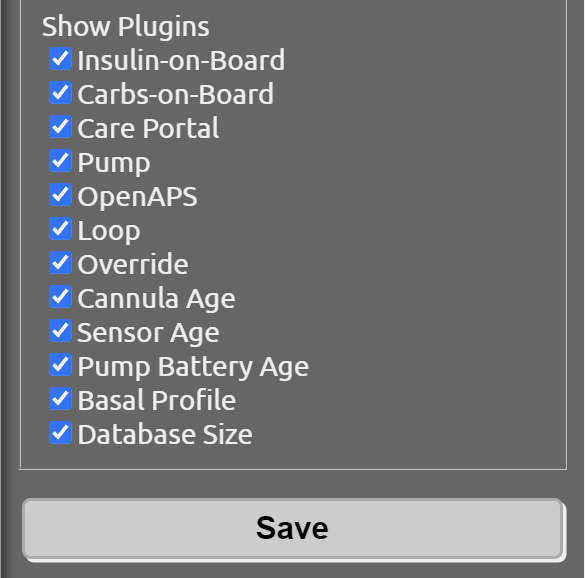 Show Plugins
Insulin-on-Board
Carbs-on-Board
Care Portal
Pump
OpenAPS
Loop
Override
Cannula Age
Sensor Age
Pump Battery Age
Basal Profile
Database Size
Save